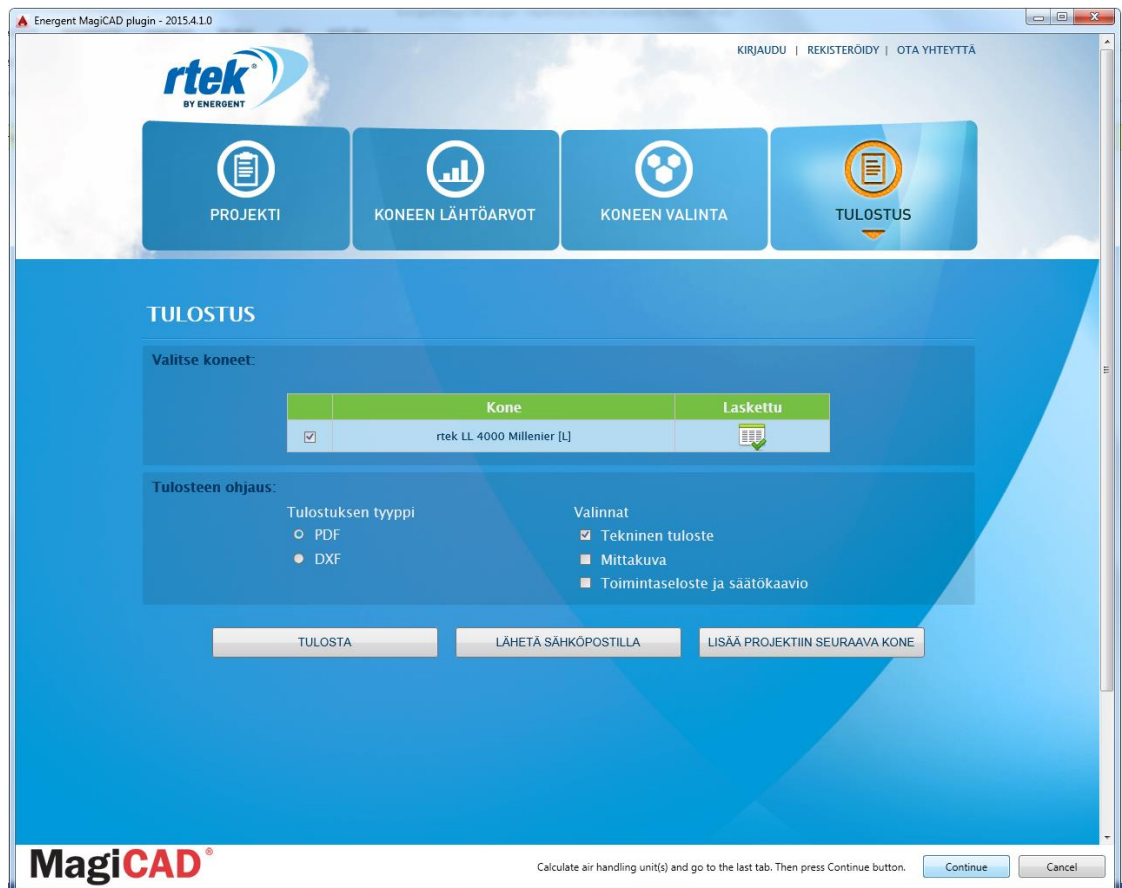 Energent MagiCAD plugin - 2015.4.1.0
KIRJAUDU | REKISTERÖIDY | OTA YHTEYTTÄ
rtek®
BY ENERGENT
PROJEKTI
KONEEN LÄHTÖARVOT
KONEEN VALINTA
TULOSTUS
TULOSTUS
Valitse koneet:
Kone Laskettu
rtek LL 4000 Millenier [L]
Tulosteen ohjaus:
Tulostuksen tyyppi Valinnat
PDF Tekninen tuloste
DXF Mittakuva
Toimintaseloste ja säätökaavio
TULOSTA LÄHETÄ SÄHKÖPOSTILLA LISÄÄ PROJEKTIIN SEURAAVA KONE
MagiCAD®
Calculate air handling unit(s) and go to the last tab. Then press Continue button. Continue Cancel